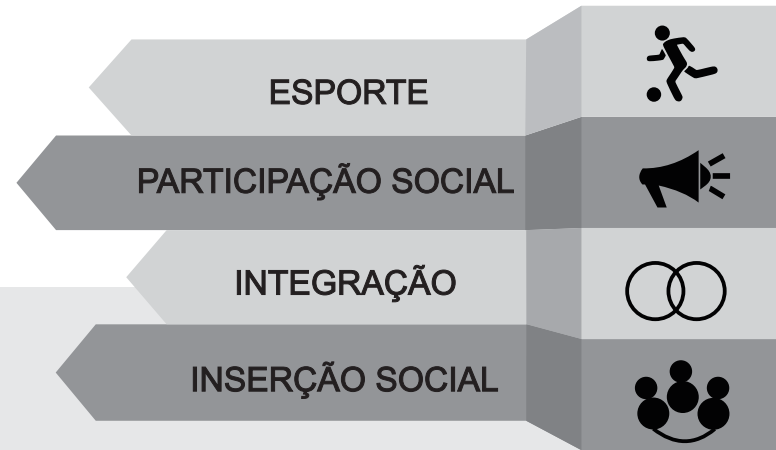 ESPORTE
PARTICIPAÇÃO SOCIAL
INTEGRAÇÃO
INSERÇÃO SOCIAL